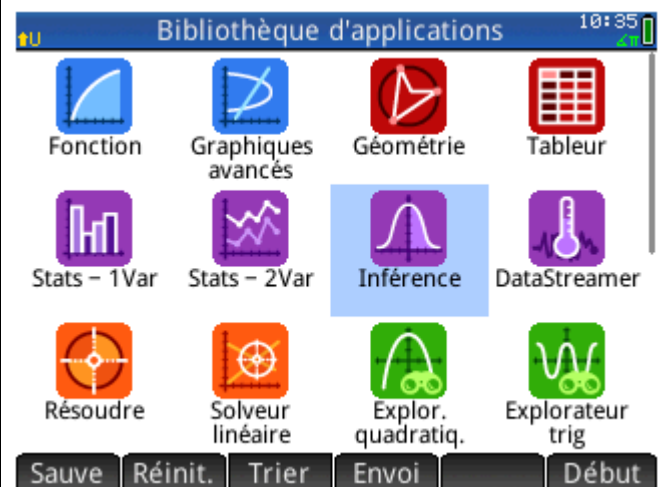 Bibliothèque d'applications
10:35
↑U
∡π
Fonction
Graphiques
avancés
Géométrie
Tableur
Stats – 1Var
Stats – 2Var
Inférence
DataStreamer
Résoudre
Solveur
linéaire
Explor.
quadratiq.
Explorateur
trig
Sauve
Réinit.
Trier
Envoi
Début